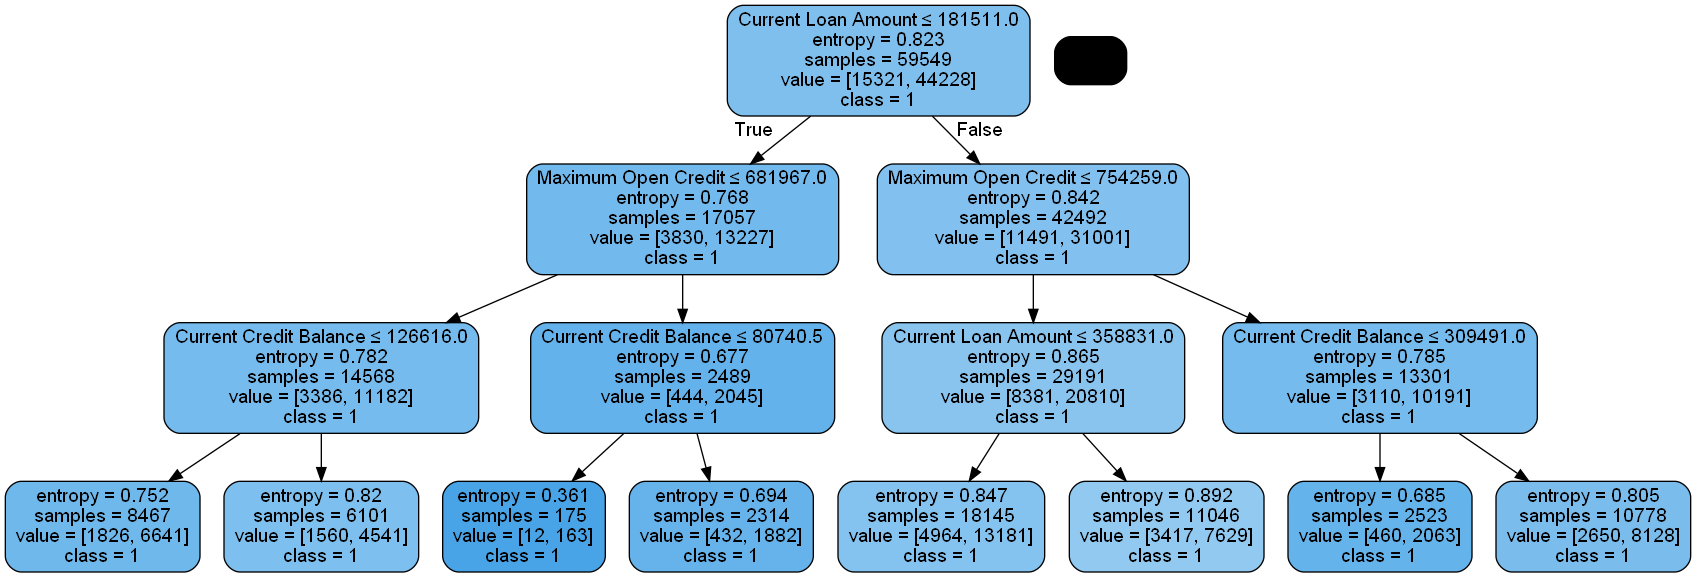 Current Loan Amount ≤ 181511.0
entropy = 0.823
samples = 59549
value = [15321, 44228]
class = 1
True
False
Maximum Open Credit ≤ 681967.0
entropy = 0.768
samples = 17057
value = [3830, 13227]
class = 1
Maximum Open Credit ≤ 754259.0
entropy = 0.842
samples = 42492
value = [11491, 31001]
class = 1
Current Credit Balance ≤ 126616.0
entropy = 0.782
samples = 14568
value = [3386, 11182]
class = 1
Current Credit Balance ≤ 80740.5
entropy = 0.677
samples = 2489
value = [444, 2045]
class = 1
Current Loan Amount ≤ 358831.0
entropy = 0.865
samples = 29191
value = [8381, 20810]
class = 1
Current Credit Balance ≤ 309491.0
entropy = 0.785
samples = 13301
value = [3110, 10191]
class = 1
entropy = 0.752
samples = 8467
value = [1826, 6641]
class = 1
entropy = 0.82
samples = 6101
value = [1560, 4541]
class = 1
entropy = 0.361
samples = 175
value = [12, 163]
class = 1
entropy = 0.694
samples = 2314
value = [432, 1882]
class = 1
entropy = 0.847
samples = 18145
value = [4964, 13181]
class = 1
entropy = 0.892
samples = 11046
value = [3417, 7629]
class = 1
entropy = 0.685
samples = 2523
value = [460, 2063]
class = 1
entropy = 0.805
samples = 10778
value = [2650, 8128]
class = 1